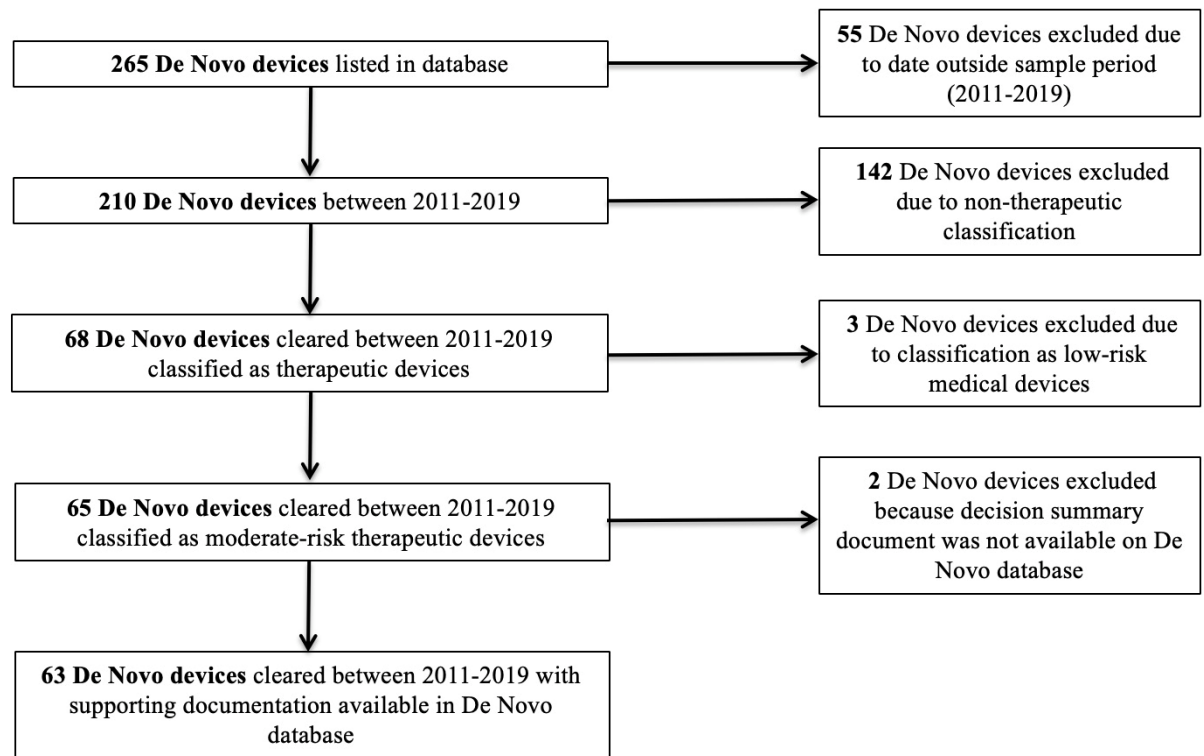 265 De Novo devices listed in database
55 De Novo devices excluded due
to date outside sample period
(2011-2019)
210 De Novo devices between 2011-2019
142 De Novo devices excluded
due to non-therapeutic
classification
68 De Novo devices cleared between 2011-2019
classified as therapeutic devices
3 De Novo devices excluded due
to classification as low-risk
medical devices
65 De Novo devices cleared between 2011-2019
classified as moderate-risk therapeutic devices
2 De Novo devices excluded
because decision summary
document was not available on De
Novo database
63 De Novo devices cleared between 2011-2019 with
supporting documentation available in De Novo
database